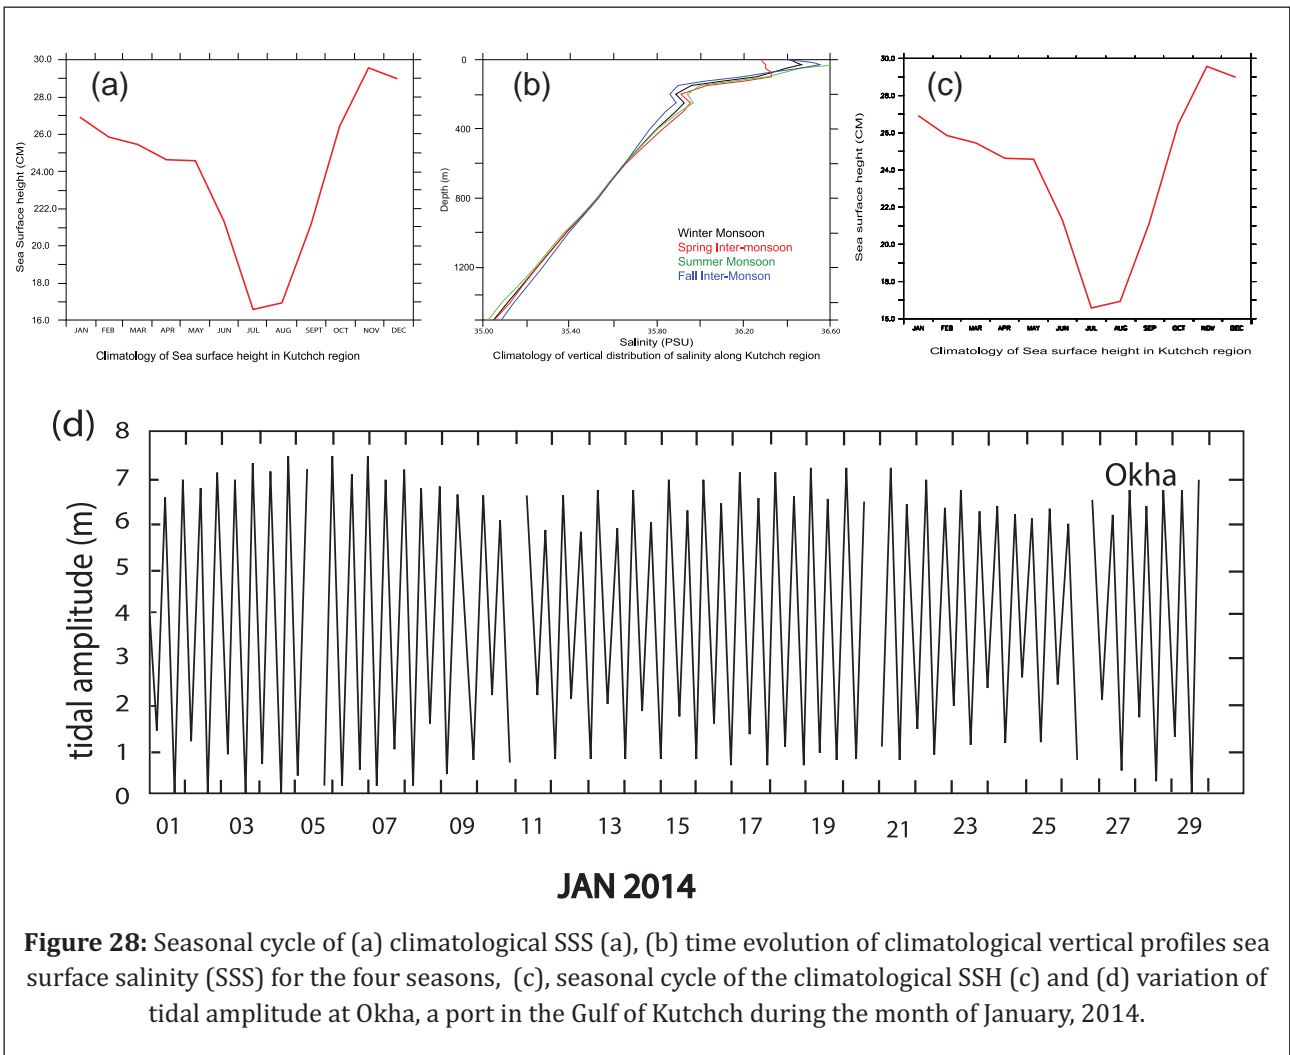 (a)
Sea Surface height (CM)
30.0
28.0
26.0
24.00
222.0
20.0
18.0
16.0
JAN FEB MAR APR MAY JUN JUL AUG SEPT OCT NOV DEC
Climatology of Sea surface height in Kutchch region
(b)
Depth (m)
0
400
800
1200
Winter Monsoon
Spring Inter-monsoon
Summer Monsoon
Fall Inter-Monson
35.00 35.40 35.80 36.20 36.60
Salinity (PSU)
Climatology of vertical distribution of salinity along Kutchch region
(c)
Sea surface heght (CM)
30.0
28.0
26.0
24.0
22.0
20.0
18.0
15.0
JAN FEB MAR APR MAY JUN JUL AUG SEP OCT NOV DEC
Climatology of Sea surface height in Kutchch region
(d)
tidal amplitude (m)
8
7
6
5
4
3
2
1
0
Okha
01 03 05 07 09 11 13 15 17 19 21 23 25 27 29
JAN 2014
Figure 28: Seasonal cycle of (a) climatological SSS (a), (b) time evolution of climatological vertical profiles sea
surface salinity (SSS) for the four seasons, (c), seasonal cycle of the climatological SSH (c) and (d) variation of
tidal amplitude at Okha, a port in the Gulf of Kutchch during the month of January, 2014.